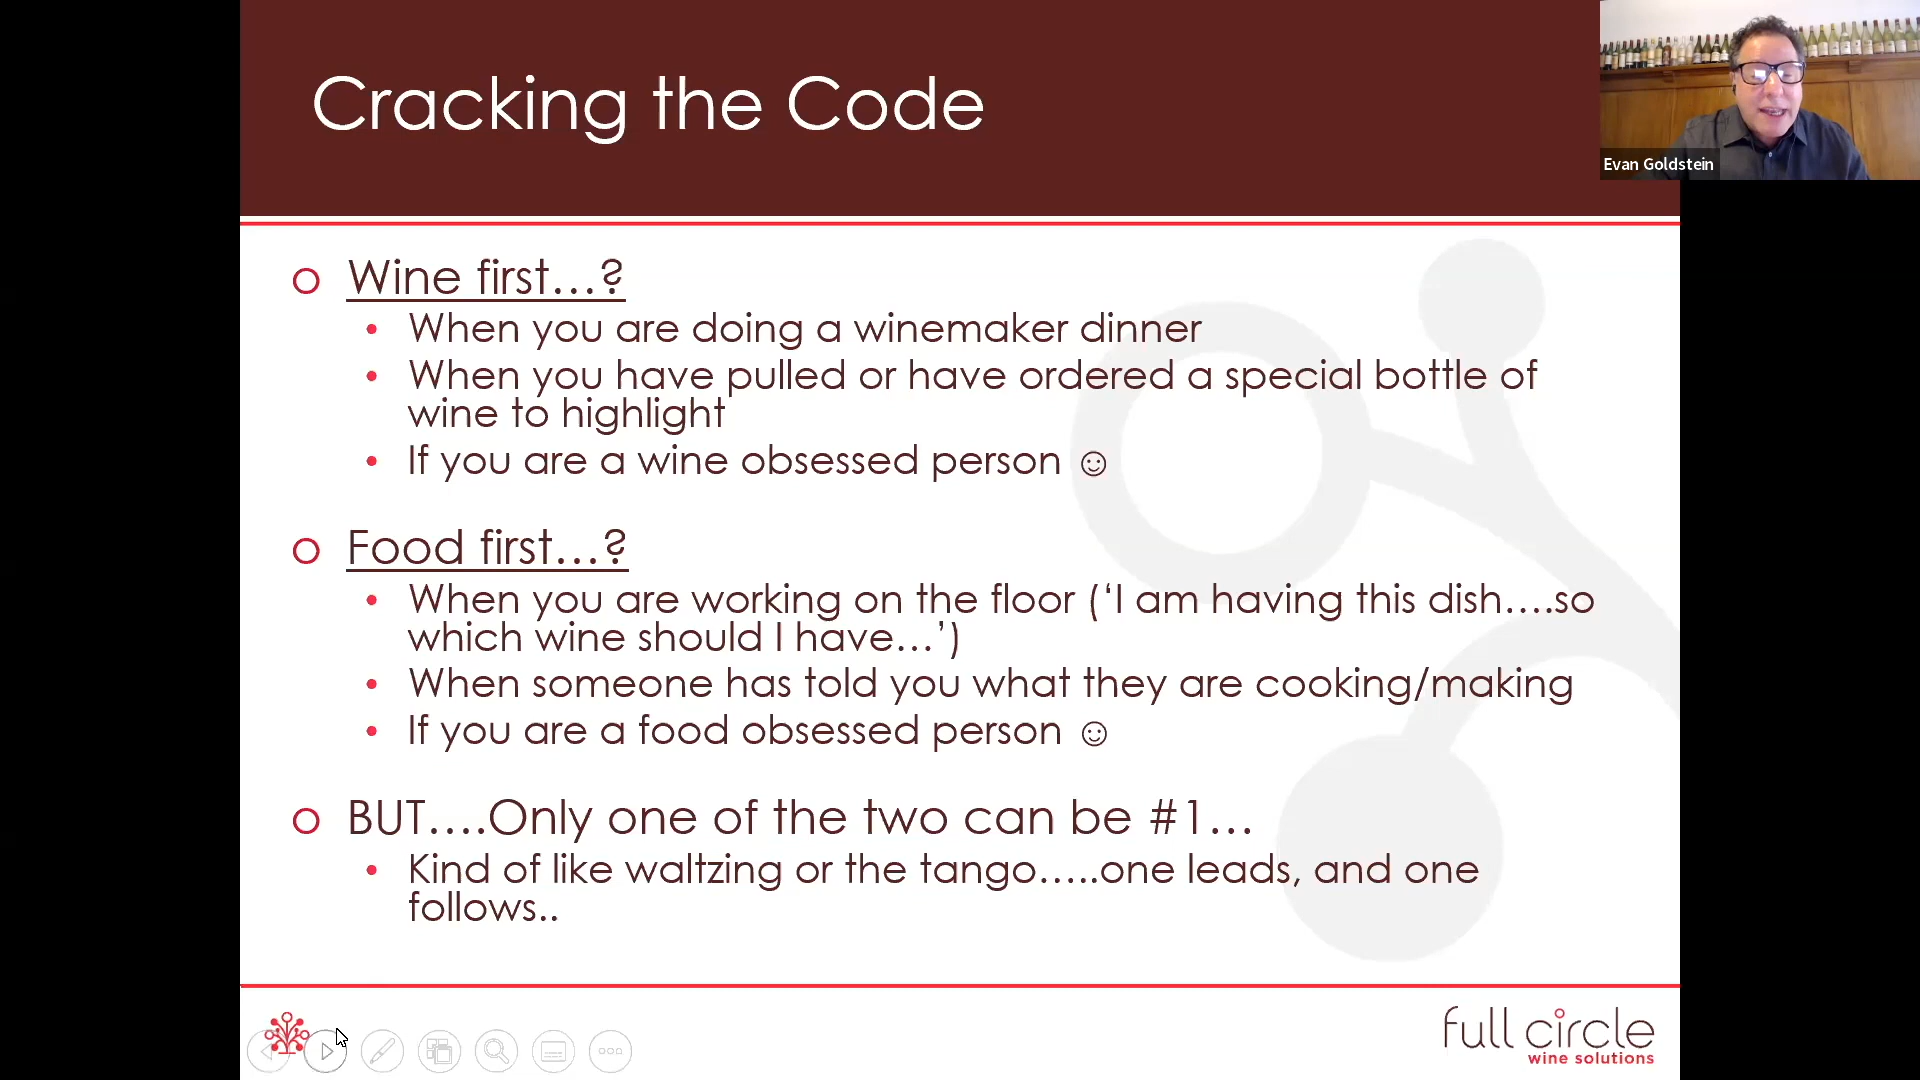 Cracking the Code
Evan Goldstein
o Wine first...?
• When you are doing a winemaker dinner
• When you have pulled or have ordered a special bottle of
wine to highlight
• If you are a wine obsessed person ☺
o Food first...?
• When you are working on the floor (‘I am having this dish....so
which wine should I have...’)
• When someone has told you what they are cooking/making
• If you are a food obsessed person ☺
o BUT....Only one of the two can be #1...
• Kind of like waltzing or the tango.....one leads, and one
follows..
full circle
wine solutions